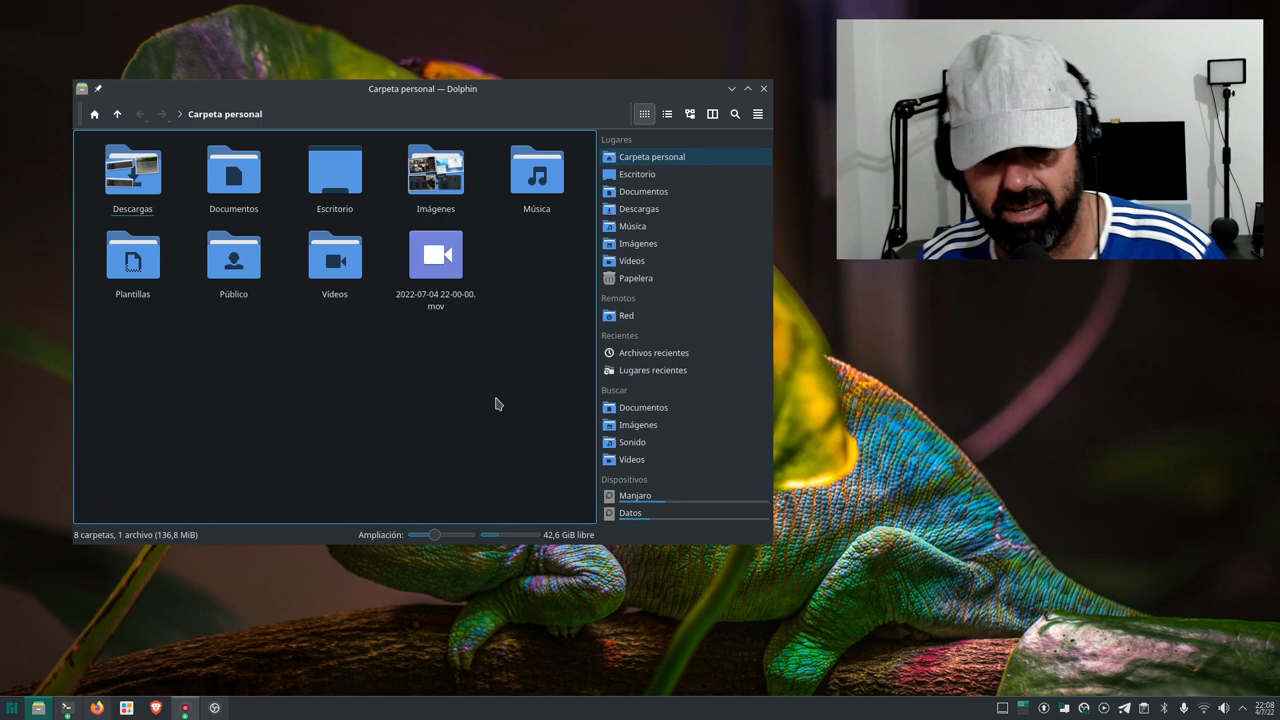 Carpeta personal — Dolphin
Carpeta personal
Descargas
Documentos
Escritorio
Imágenes
Música
Plantillas
Público
Vídeos
2022-07-04 22-00-00.
mov
Lugares
Carpeta personal
Escritorio
Documentos
Descargas
Música
Imágenes
Vídeos
Papelera
Remotos
Red
Recientes
Archivos recientes
Lugares recientes
Buscar
Documentos
Imágenes
Sonido
Vídeos
Dispositivos
Manjaro
Datos
8 carpetas, 1 archivo (136,8 MiB)
Ampliación:
42,6 GiB libre
22:08
4/7/22